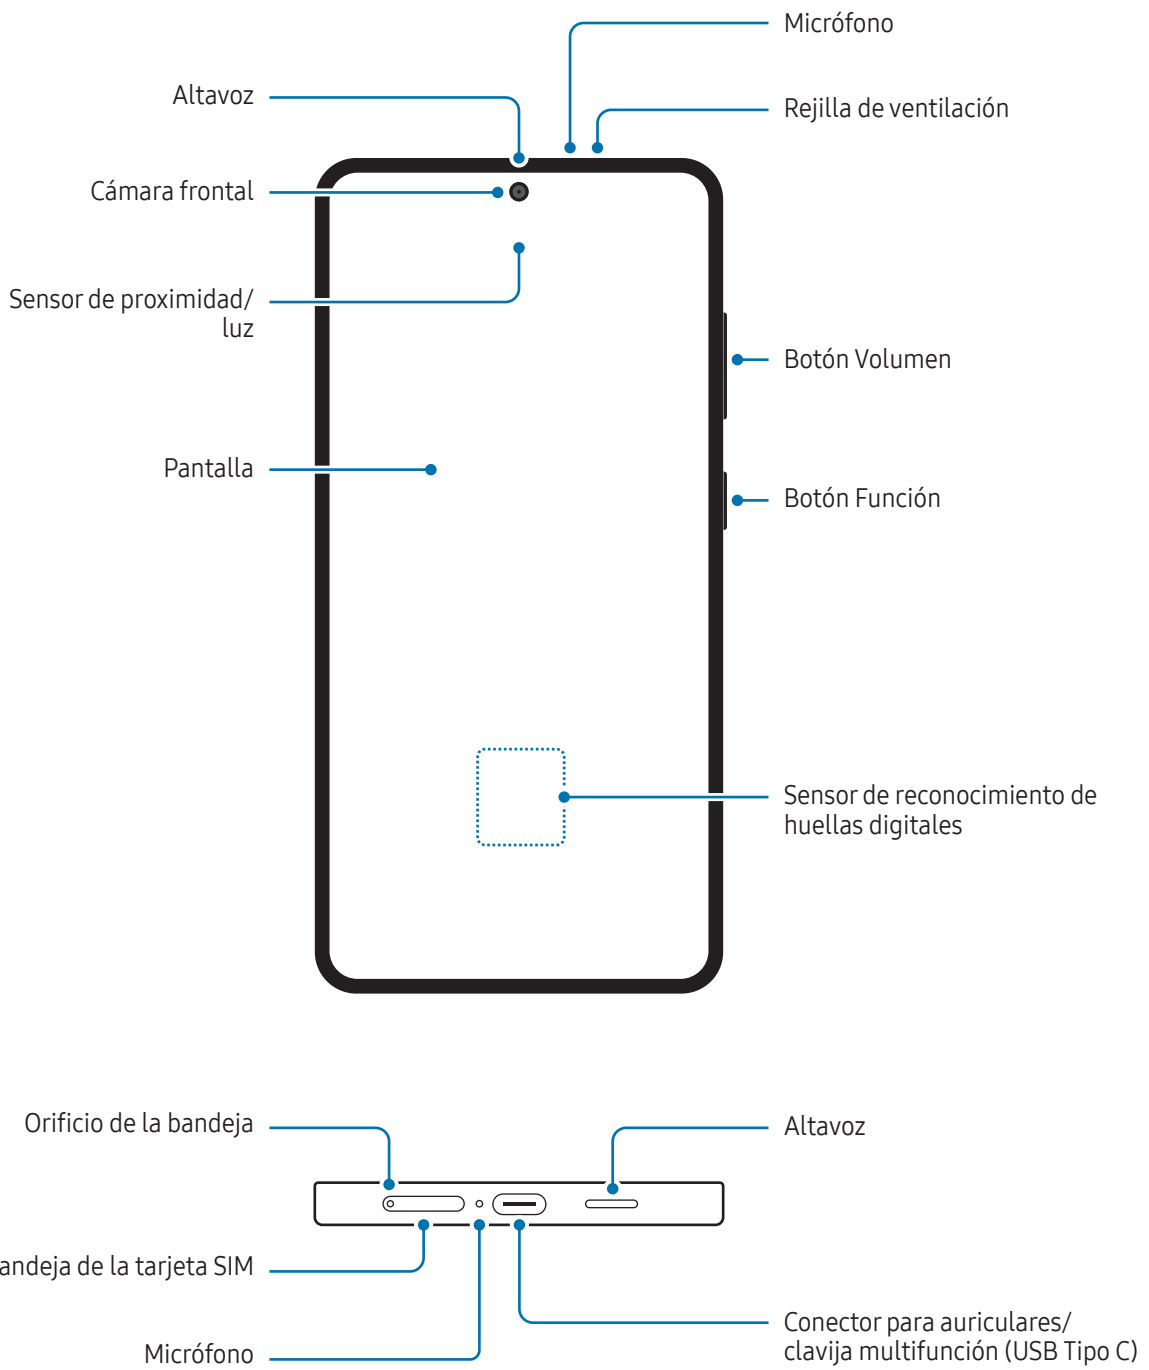 Micrófono
Altavoz
Rejilla de ventilación
Cámara frontal
Sensor de proximidad/
luz
Botón Volumen
Pantalla
Botón Función
Sensor de reconocimiento de
huellas digitales
Orificio de la bandeja
Altavoz
andeja de la tarjeta SIM
Conector para auriculares/
clavija multifunción (USB Tipo C)
Micrófono